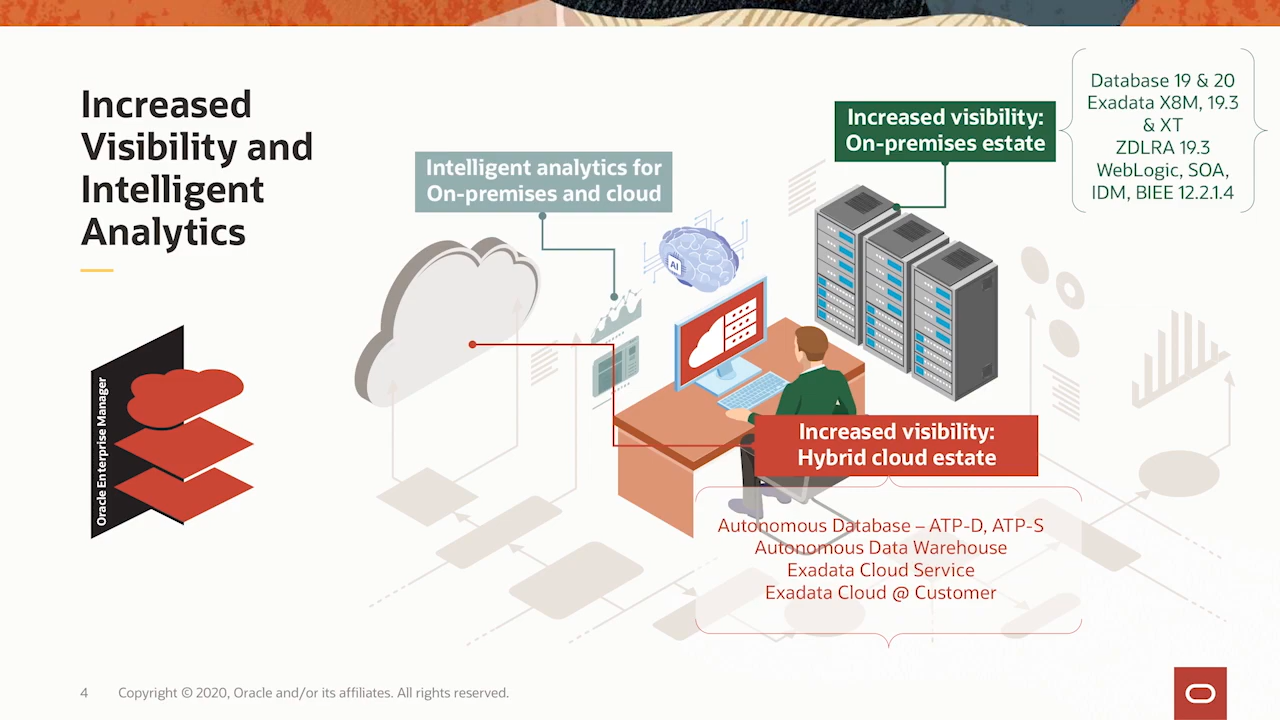 Increased
Visibility and
Intelligent
Analytics
Intelligent analytics for
On-premises and cloud
Increased visibility:
On-premises estate
Database 19 & 20
Exadata X8M, 19.3
& XT
ZDLRA 19.3
WebLogic, SOA,
IDM, BIEE 12.2.1.4
AI
Oracle Enterprise Manager
Increased visibility:
Hybrid cloud estate
Autonomous Database – ATP-D, ATP-S
Autonomous Data Warehouse
Exadata Cloud Service
Exadata Cloud @ Customer
4
Copyright © 2020, Oracle and/or its affiliates. All rights reserved.